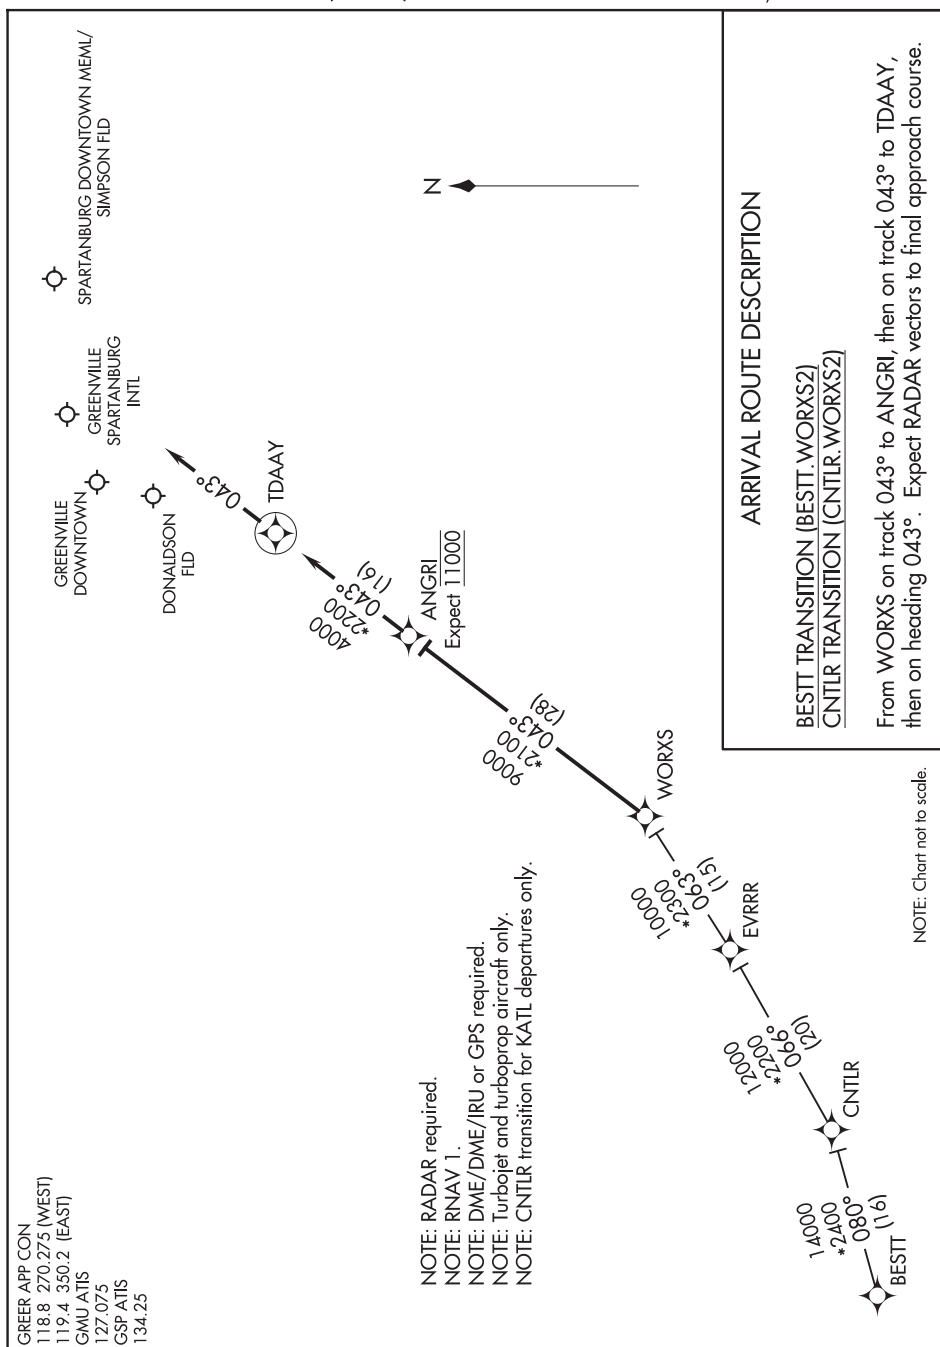 GREER APP CON
118.8 270.275 (WEST)
119.4 350.2 (EAST)
GMU ATIS
127.075
GSP ATIS
134.25
SPARTANBURG DOWNTOWN MEML/
SIMPSON FLD
GREENVILLE
SPARTANBURG
INTL
GREENVILLE
DOWNTOWN
DONALDSON
FLD
043°
TDAAY
4000
*2200
043°
(16)
ANGRI
Expect 11000
N
9000
*2100
043°
(28)
WORXS
10000
*2300
063°
(15)
EVRRR
12000
*2200
066°
(20)
CNTLR
14000
*2400
080°
(16)
BESTT
NOTE: RADAR required.
NOTE: RNAV 1.
NOTE: DME/DME/IRU or GPS required.
NOTE: Turbojet and turboprop aircraft only.
NOTE: CNTLR transition for KATL departures only.
ARRIVAL ROUTE DESCRIPTION
BESTT TRANSITION (BESTT.WORXS2)
CNTLR TRANSITION (CNTLR.WORXS2)
From WORXS on track 043° to ANGRI, then on track 043° to TDAAY,
then on heading 043°. Expect RADAR vectors to final approach course.
NOTE: Chart not to scale.